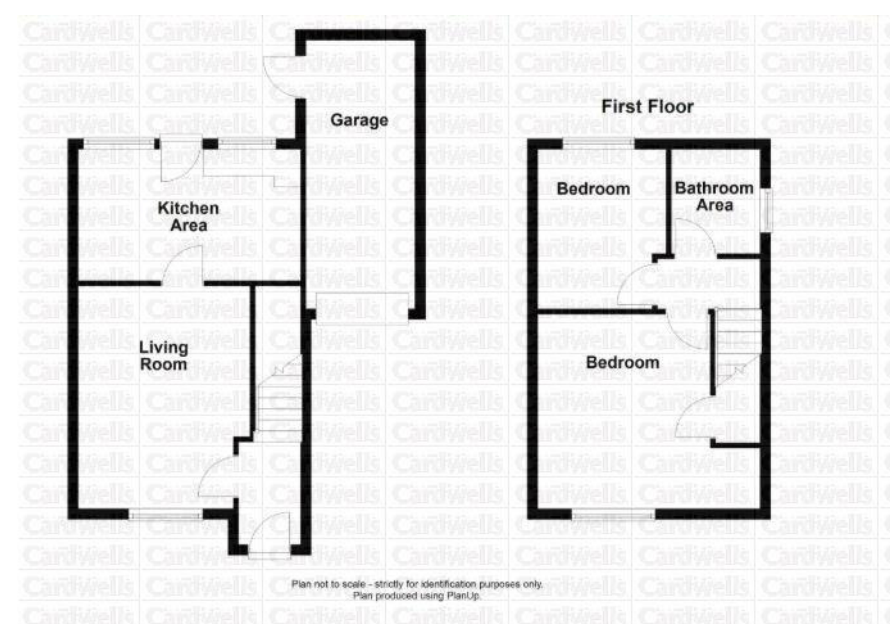 Garage
Kitchen
Area
Living
Room
First Floor
Bedroom
Bathroom
Area
Bedroom
Plan not to scale - strictly for identification purposes only.
Plan produced using PlanUp.
Cardwells